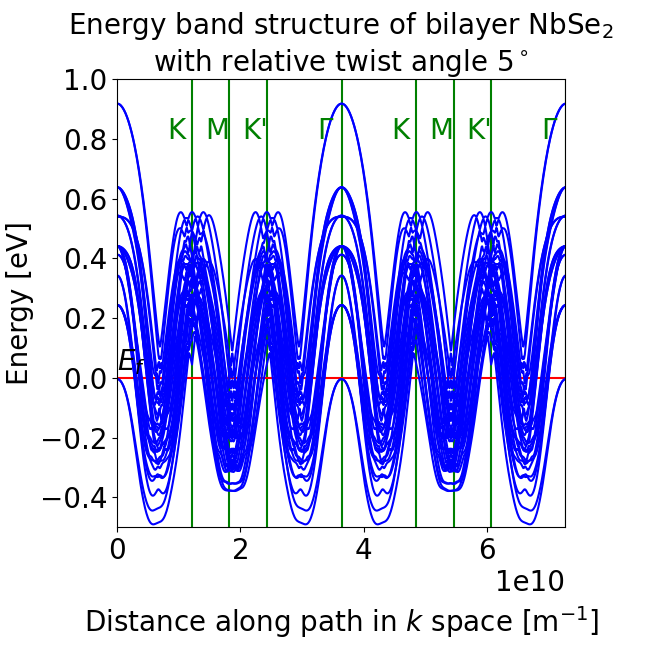 Energy band structure of bilayer NbSe₂
with relative twist angle 5°
1.0
0.8
0.6
0.4
0.2
0.0
−0.2
−0.4
Energy [eV]
K M K' Γ K M K' Γ
E_F
0 2 4 6
1e10
Distance along path in k space [m⁻¹]